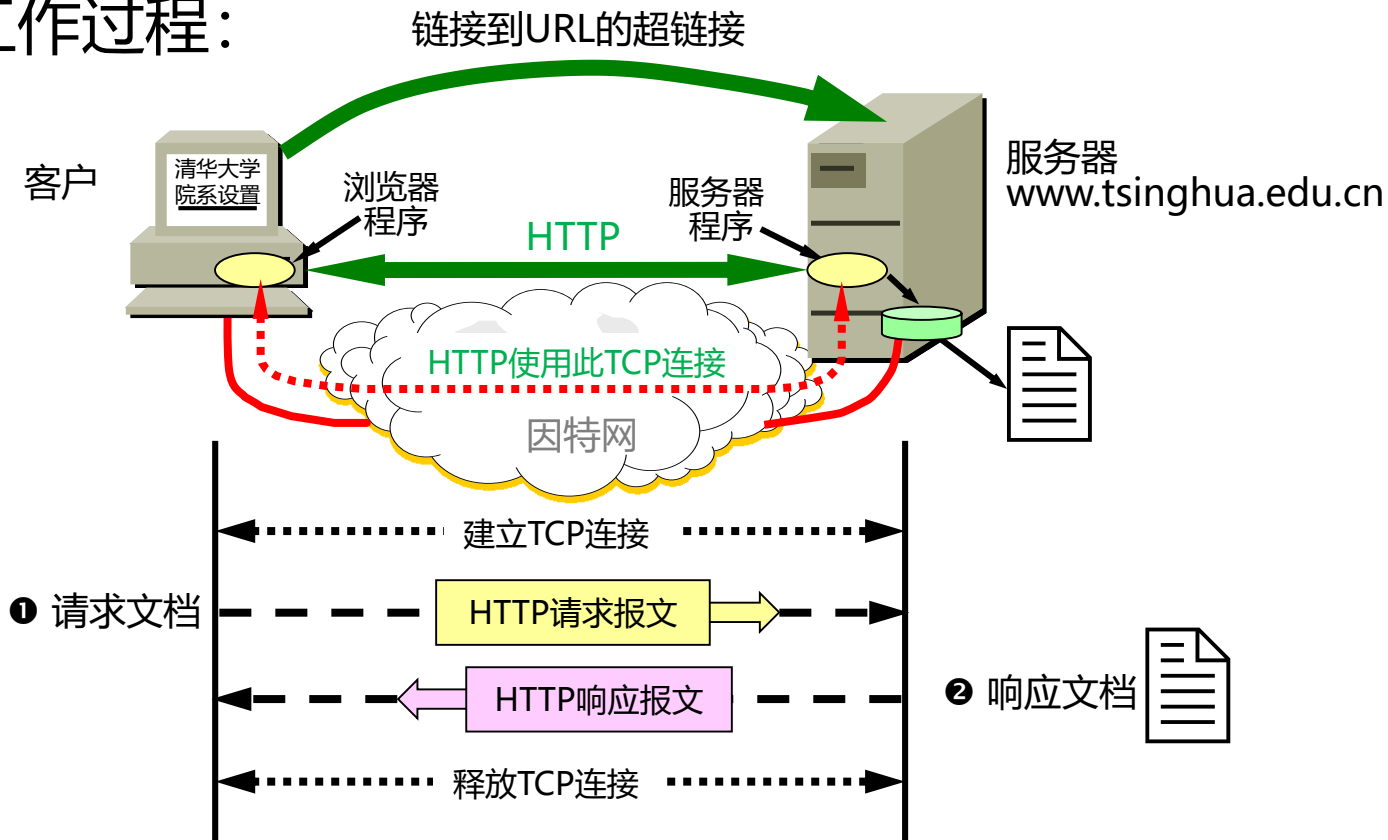 工作过程：
链接到URL的超链接
客户
清华大学
院系设置
浏览器
程序
HTTP
服务器
程序
服务器
www.tsinghua.edu.cn
HTTP使用此TCP连接
因特网
建立TCP连接
❶ 请求文档
HTTP请求报文
HTTP响应报文
❷ 响应文档
释放TCP连接